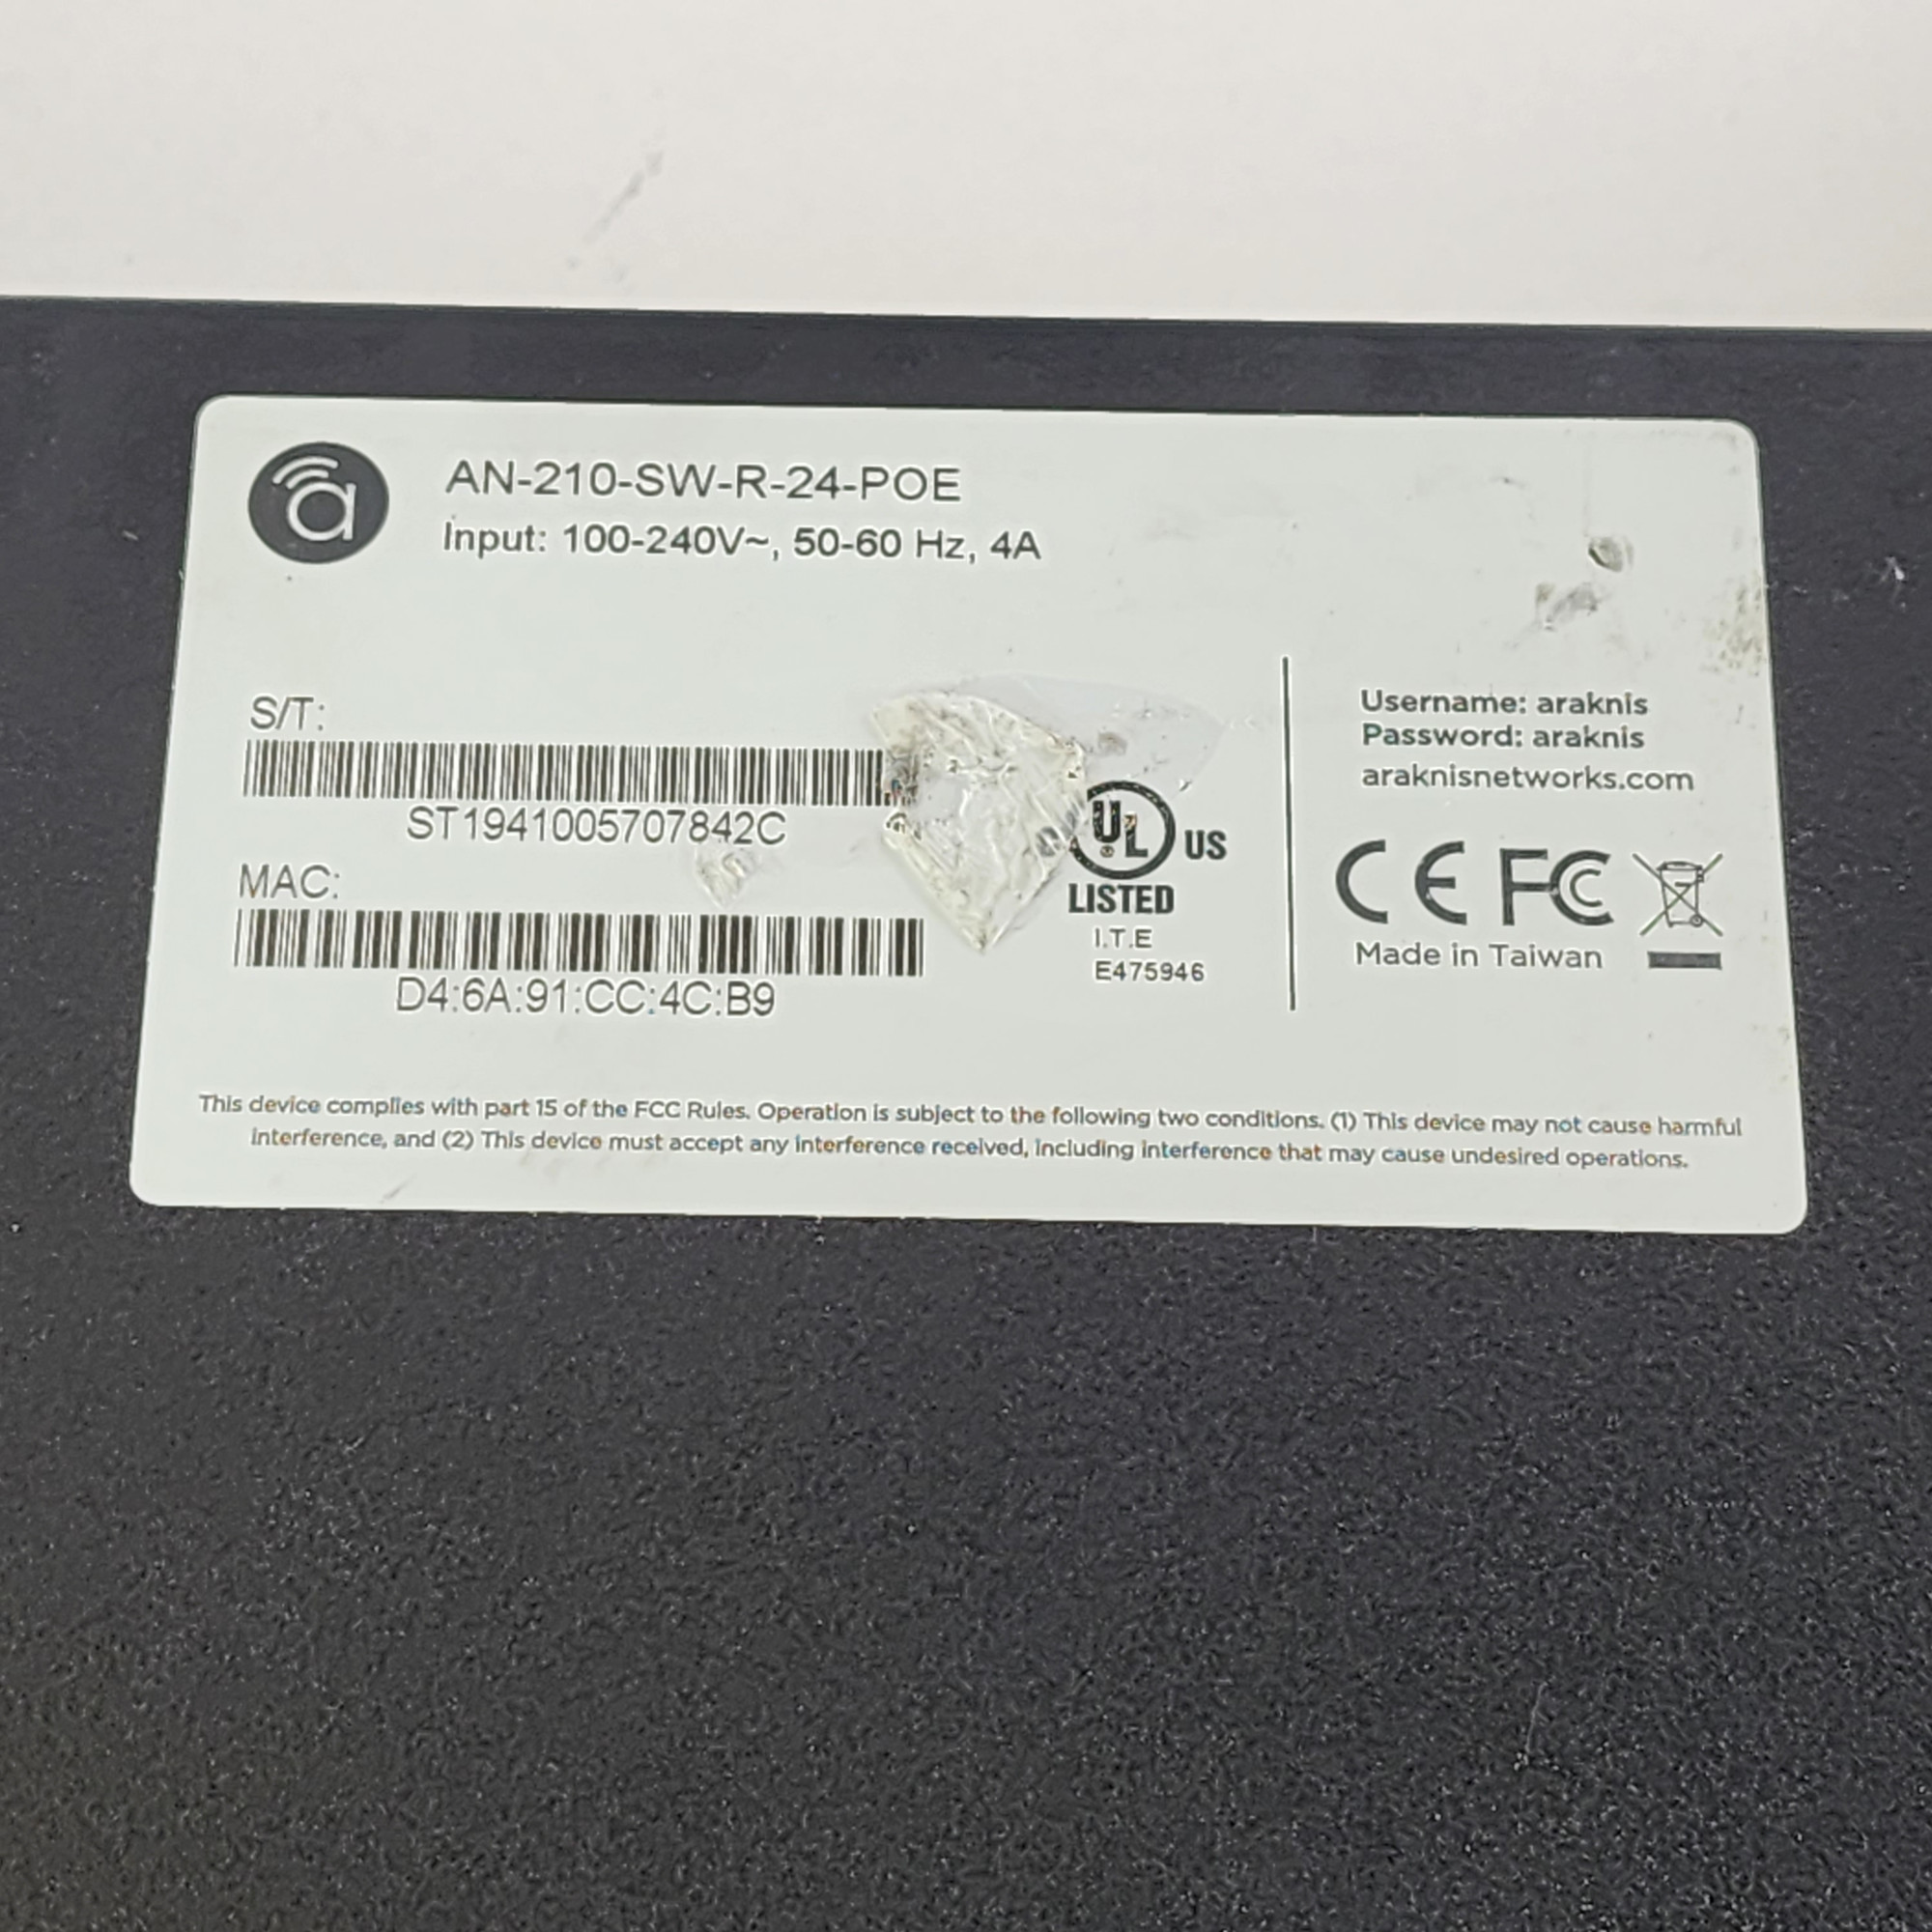 AN-210-SW-R-24-POE
Input: 100-240V~, 50-60 Hz, 4A
S/T:
ST1941005707842C
MAC:
D4:6A:91:CC:4C:B9
UL US
LISTED
I.T.E
E475946
Username: araknis
Password: araknis
araknisnetworks.com
CE FC
Made in Taiwan
This device complies with part 15 of the FCC Rules. Operation is subject to the following two conditions. (1) This device may not cause harmful
interference, and (2) This device must accept any interference received, including interference that may cause undesired operations.